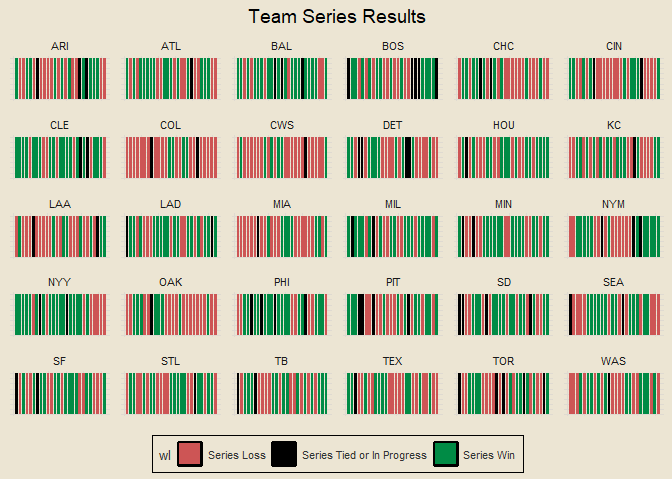 Team Series Results
ARI ATL BAL BOS CHC CIN
CLE COL CWS DET HOU KC
LAA LAD MIA MIL MIN NYM
NYY OAK PHI PIT SD SEA
SF STL TB TEX TOR WAS
wl Series Loss Series Tied or In Progress Series Win